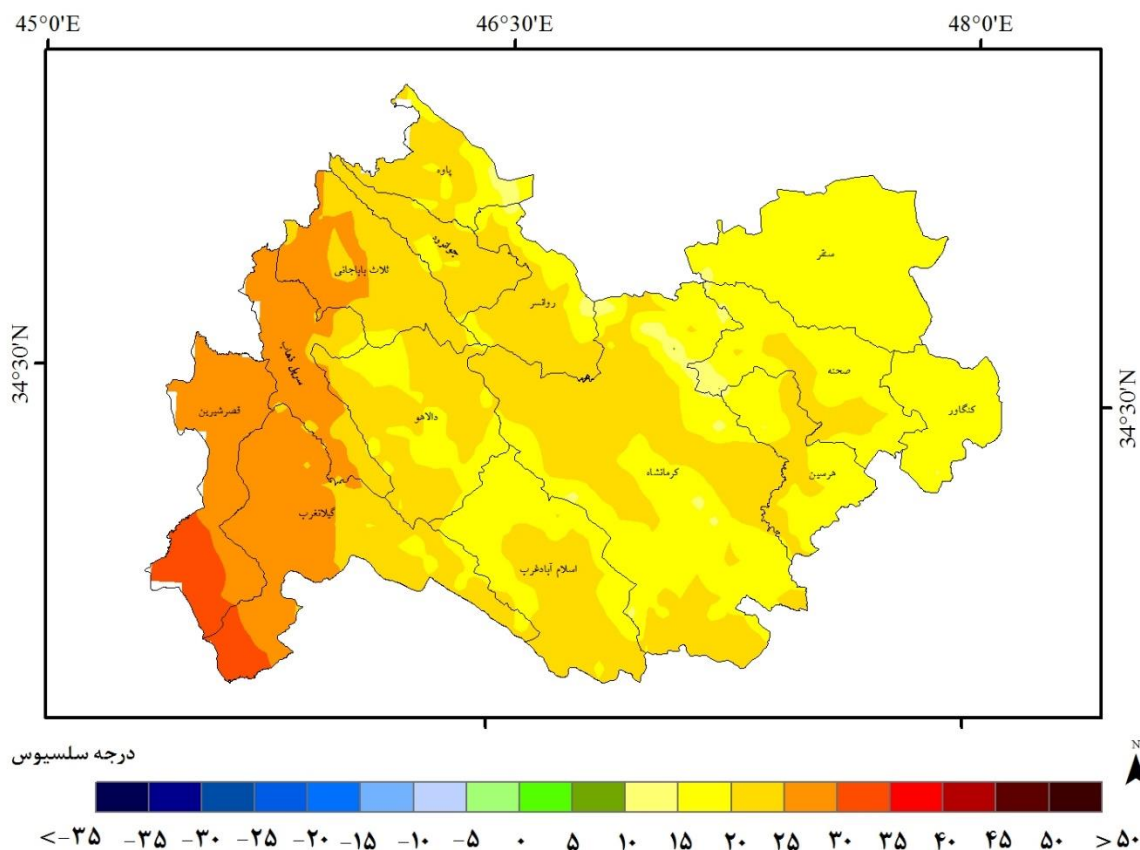 45°0'E 46°30'E 48°0'E
34°30'N
34°30'N
پاوه
جوانرود
ثلاث باباجانی
روانسر
سنقر
سرپل ذهاب
صحنه
قصرشیرین
دالاهو
کنگاور
کرمانشاه
هرسین
گیلانغرب
اسلام آبادغرب
درجه سلسیوس
N
<-۳۵ -۳۵ -۳۰ -۲۵ -۲۰ -۱۵ -۱۰ -۵ ۰ ۵ ۱۰ ۱۵ ۲۰ ۲۵ ۳۰ ۳۵ ۴۰ ۴۵ ۵۰ >۵۰